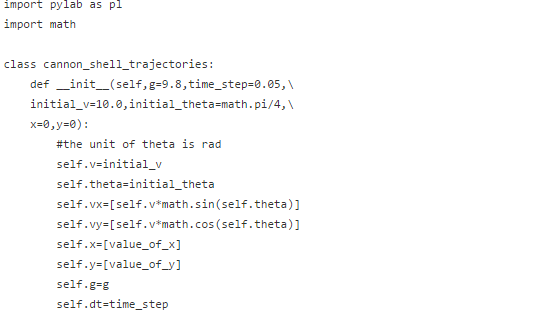 import pylab as pl
import math
class cannon_shell_trajectories:
    def __init__(self,g=9.8,time_step=0.05,\
    initial_v=10.0,initial_theta=math.pi/4,\
    x=0,y=0):
        #the unit of theta is rad
        self.v=initial_v
        self.theta=initial_theta
        self.vx=[self.v*math.sin(self.theta)]
        self.vy=[self.v*math.cos(self.theta)]
        self.x=[value_of_x]
        self.y=[value_of_y]
        self.g=g
        self.dt=time_step